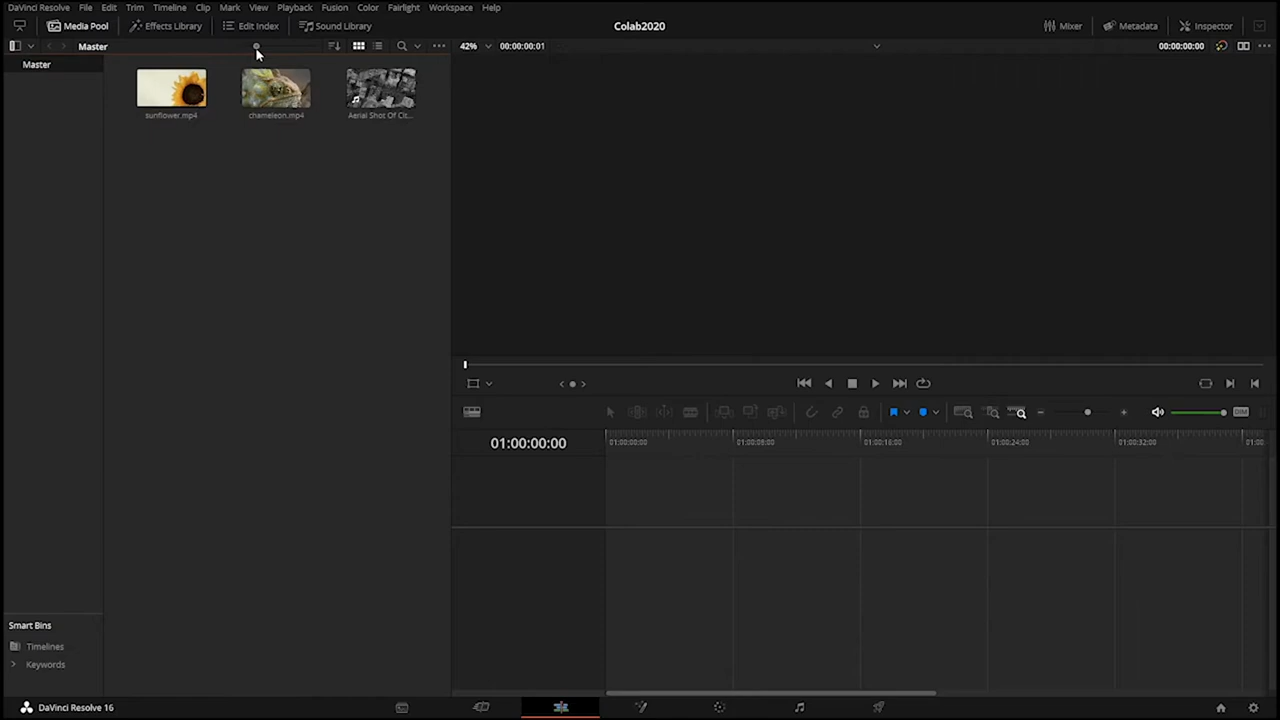 DaVinci Resolve File Edit Trim Timeline Clip Mark View Playback Fusion Color Fairlight Workspace Help
Media Pool Effects Library Edit Index Sound Library Colab2020 Mixer Metadata Inspector
Master 42% 00:00:00:01 00:00:00:00
Master
sunflower.mp4 chameleon.mp4 Aerial Shot Of Cit...
DIM
01:00:00:00 01:00:00:00 01:00:08:00 01:00:16:00 01:00:24:00 01:00:32:00 01:00
Smart Bins
Timelines
Keywords
DaVinci Resolve 16